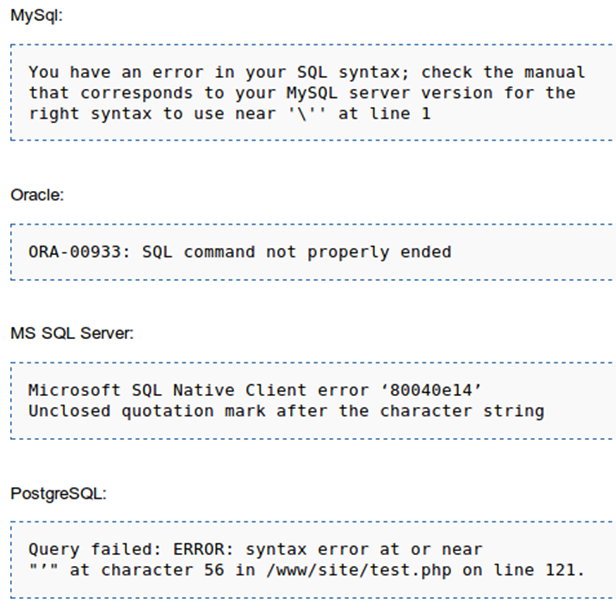 MySql:
You have an error in your SQL syntax; check the manual
that corresponds to your MySQL server version for the
right syntax to use near '\'' at line 1
Oracle:
ORA-00933: SQL command not properly ended
MS SQL Server:
Microsoft SQL Native Client error ‘80040e14’
Unclosed quotation mark after the character string
PostgreSQL:
Query failed: ERROR: syntax error at or near
"’" at character 56 in /www/site/test.php on line 121.